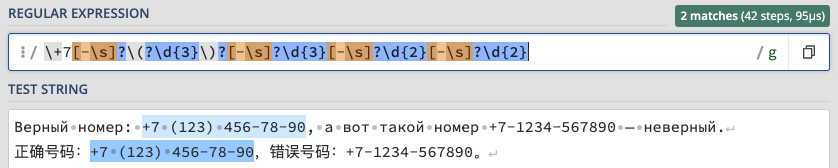 REGULAR EXPRESSION
2 matches (42 steps, 95μs)
/ \+7[-\s]?\(?\d{3}\)?[-\s]?\d{3}[-\s]?\d{2}[-\s]?\d{2} / g
TEST STRING
Верный·номер:·+7·(123)·456-78-90,·а·вот·такой·номер·+7-1234-567890·—·неверный.↵
正确号码：+7·(123)·456-78-90，错误号码：+7-1234-567890。↵